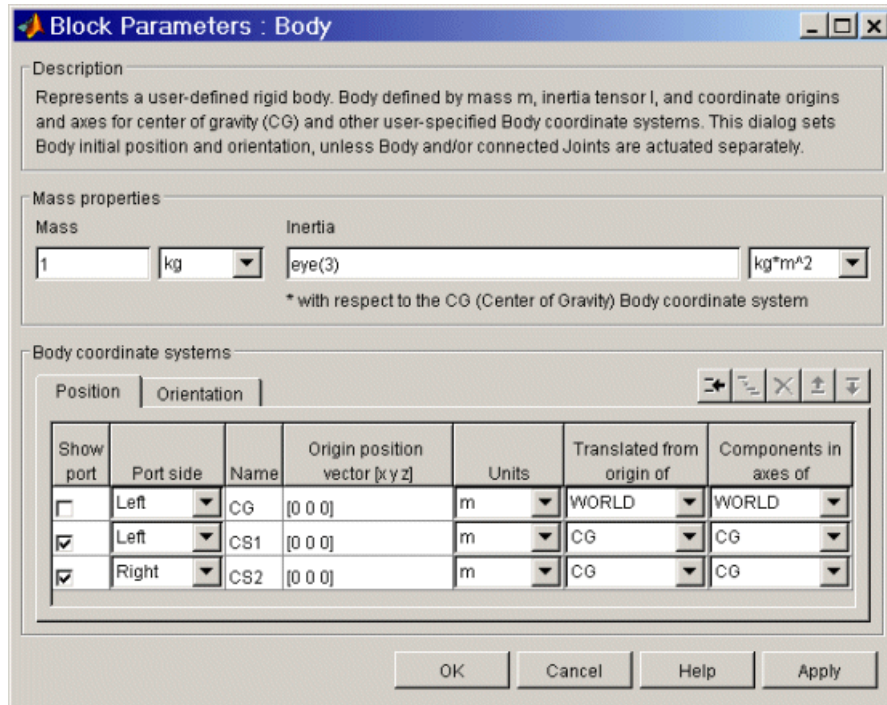 Block Parameters : Body
Description
Represents a user-defined rigid body. Body defined by mass m, inertia tensor I, and coordinate origins
and axes for center of gravity (CG) and other user-specified Body coordinate systems. This dialog sets
Body initial position and orientation, unless Body and/or connected Joints are actuated separately.
Mass properties
Mass Inertia
1 kg eye(3) kg*m^2
* with respect to the CG (Center of Gravity) Body coordinate system
Body coordinate systems
Position Orientation
Show port Port side Name Origin position vector [x y z] Units Translated from origin of Components in axes of
Left CG [0 0 0] m WORLD WORLD
Left CS1 [0 0 0] m CG CG
Right CS2 [0 0 0] m CG CG
OK Cancel Help Apply